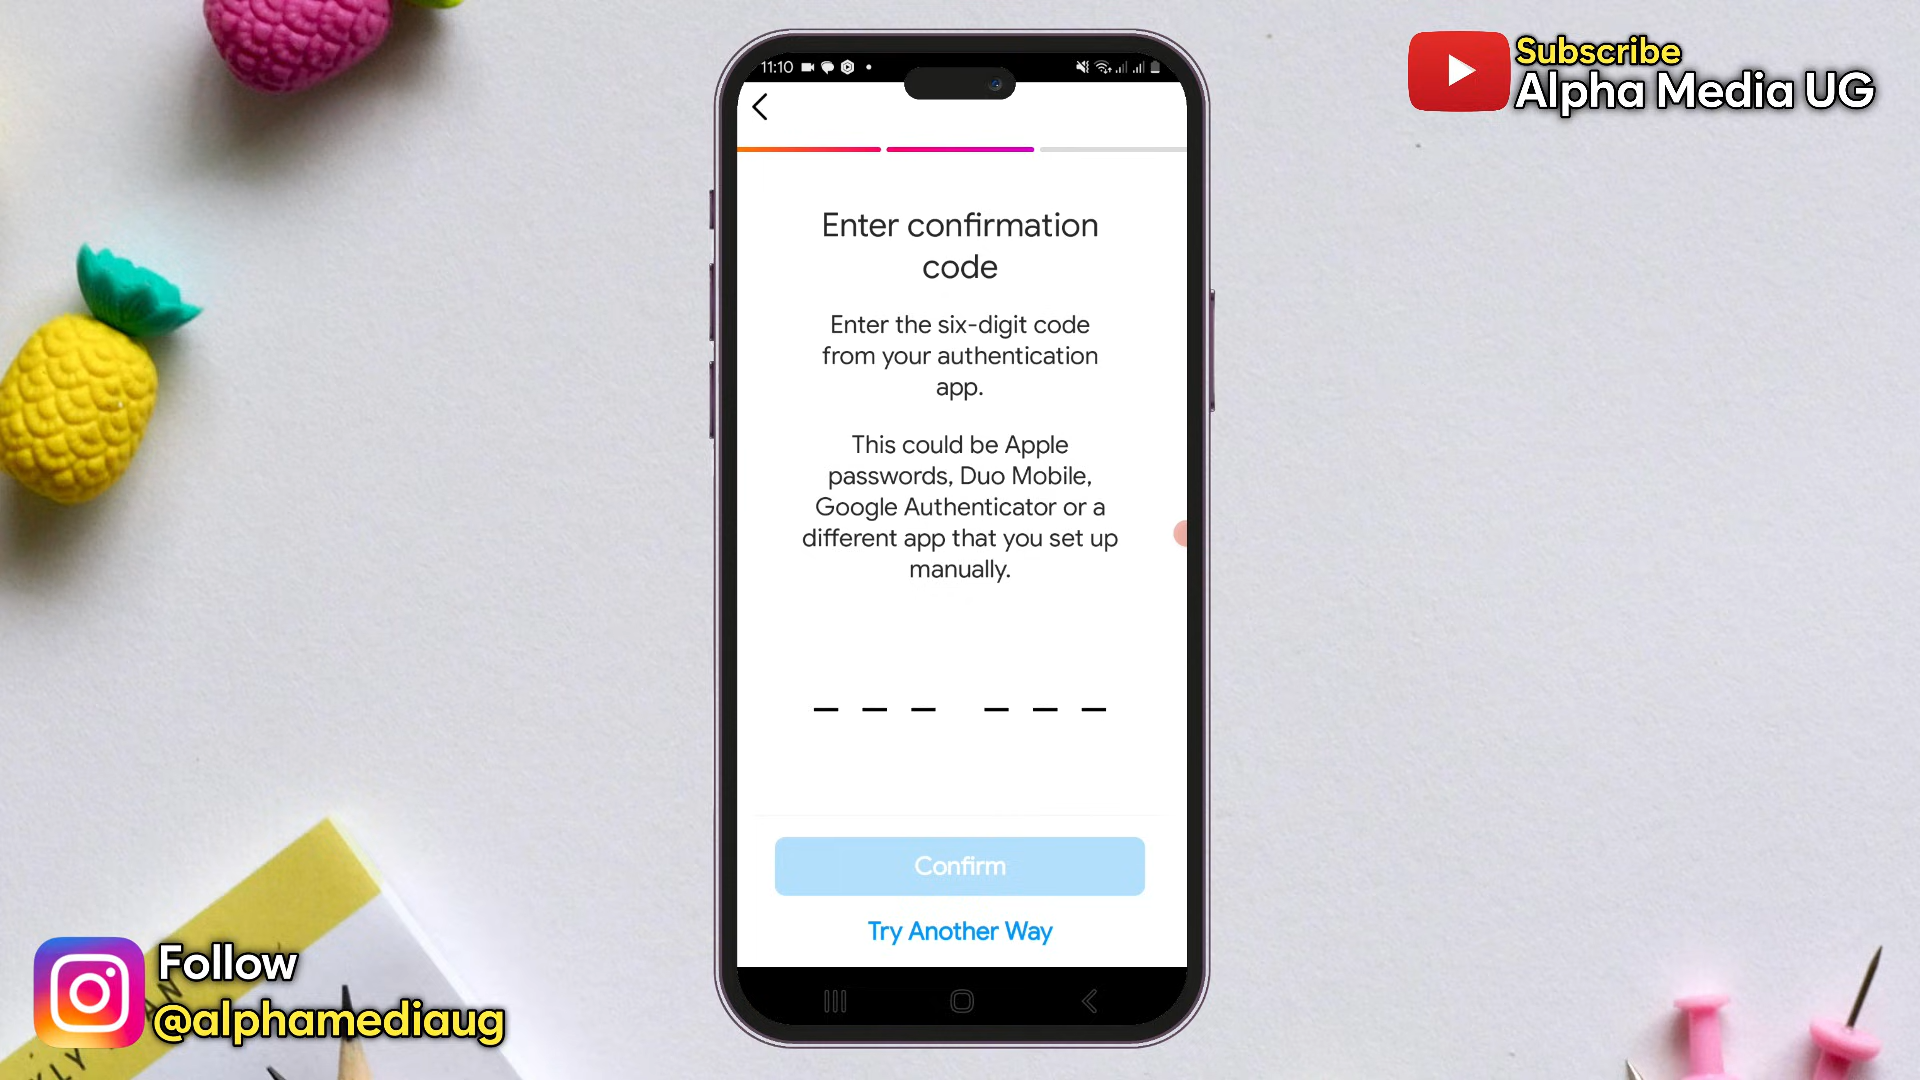 Subscribe
Alpha Media UG
11:10
Enter confirmation
code
Enter the six-digit code
from your authentication
app.
This could be Apple
passwords, Duo Mobile,
Google Authenticator or a
different app that you set up
manually.
Confirm
Try Another Way
Follow
@alphamediaug